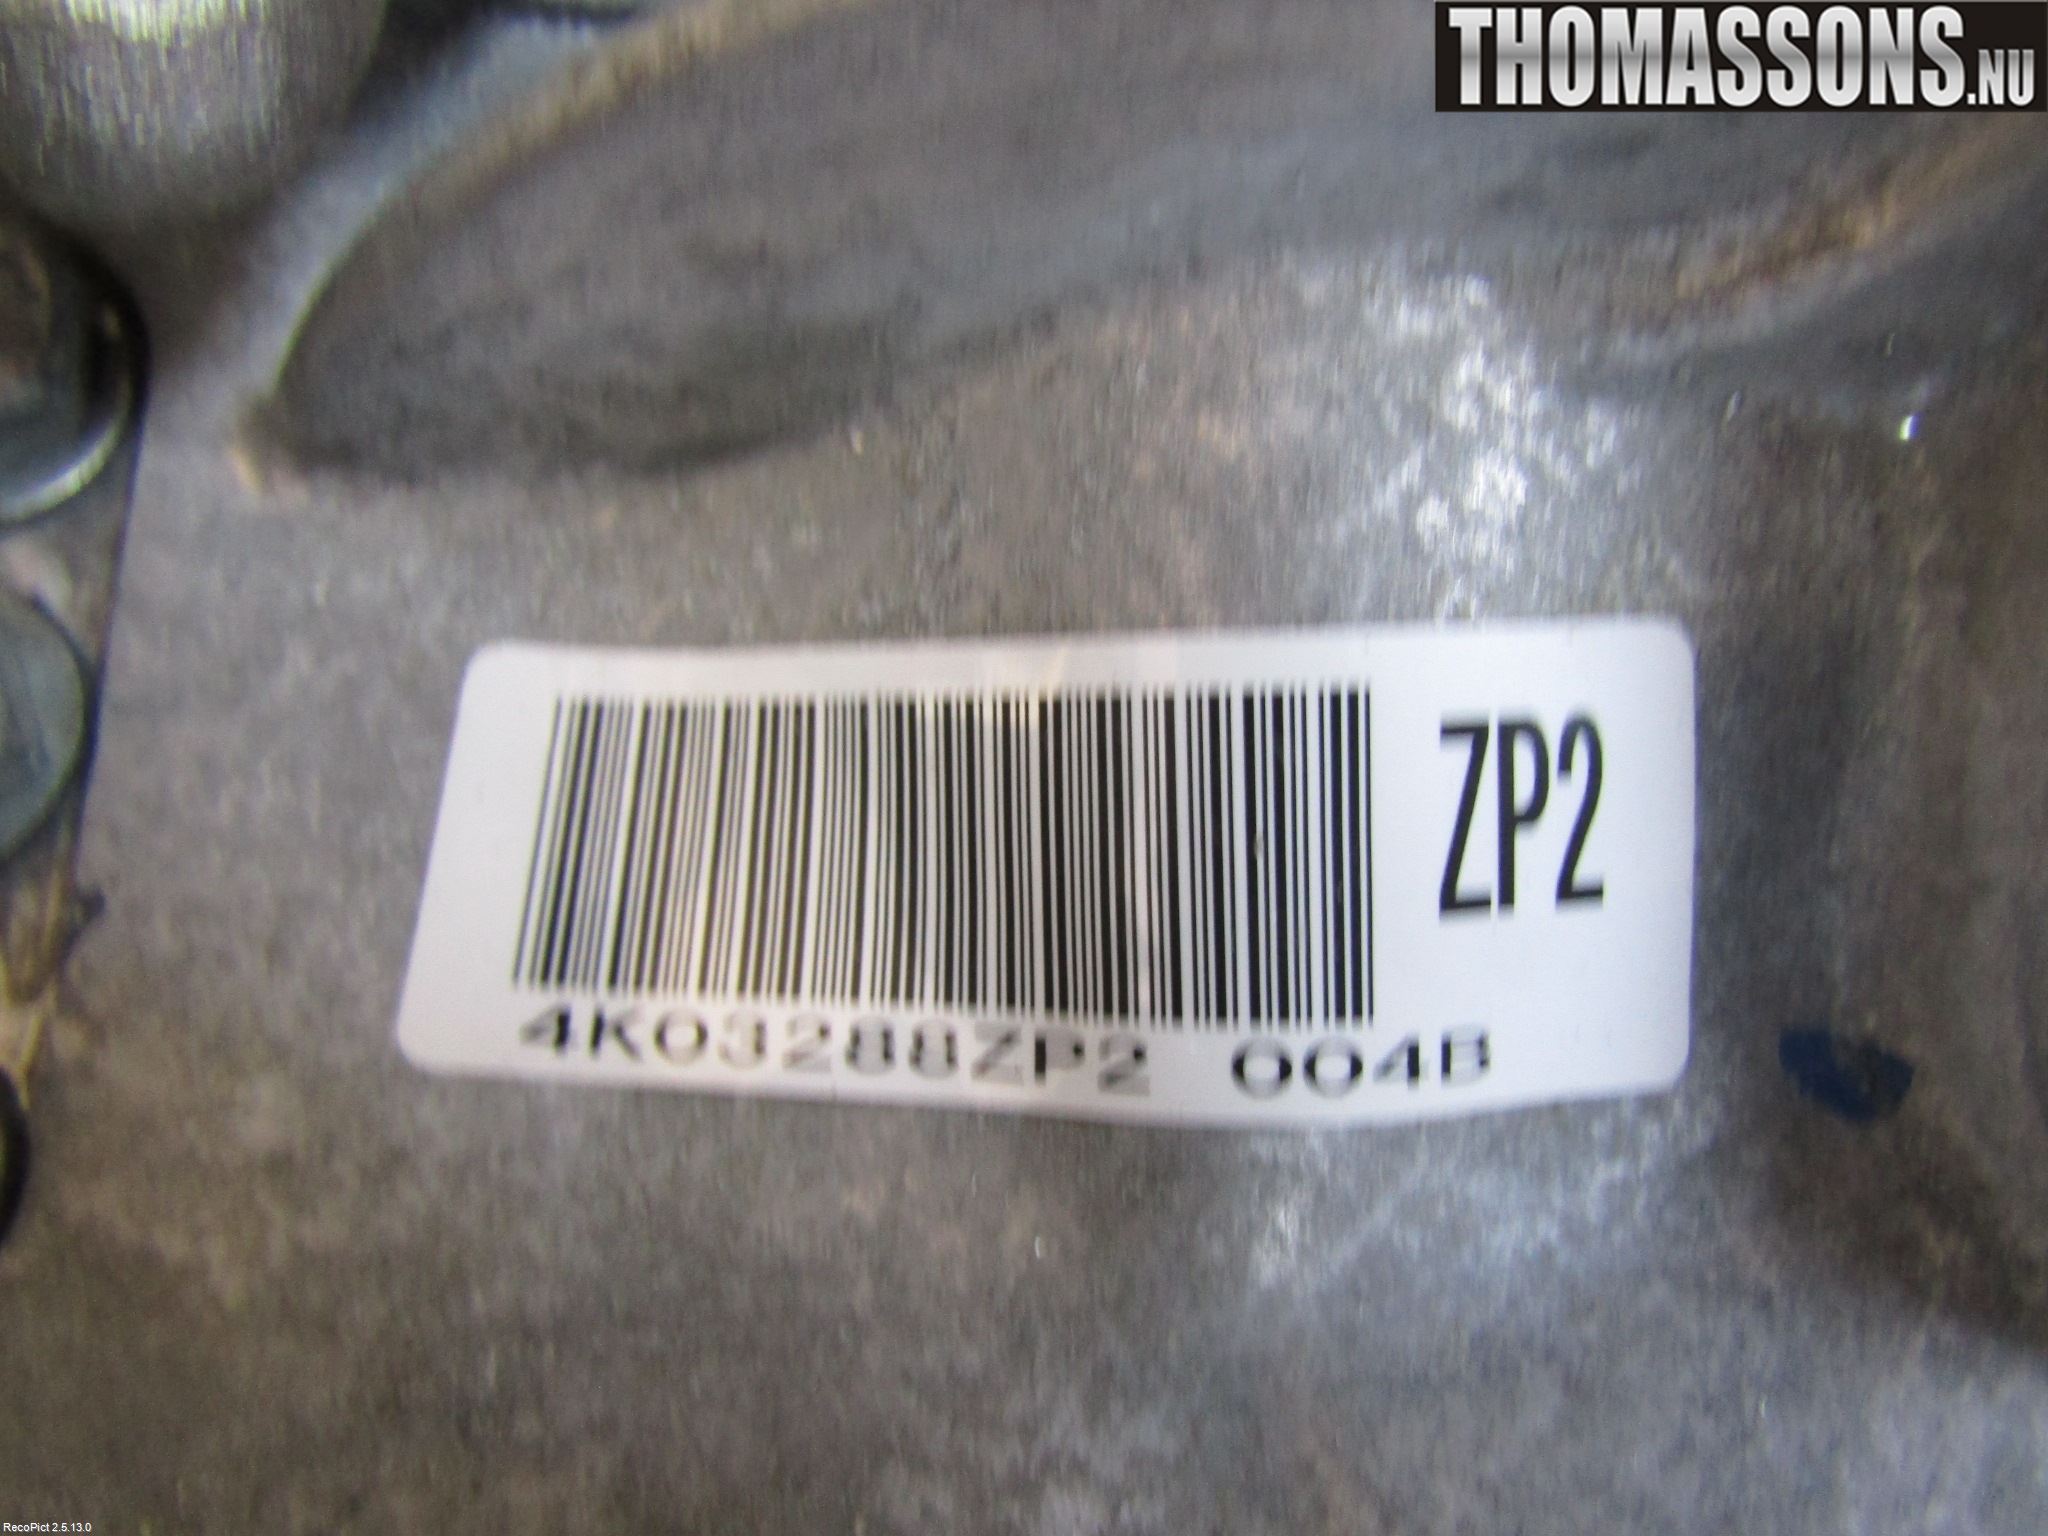 THOMASSONS.NU
ZP2
4K03288ZP2 004B
RecoPict 2.5.13.0